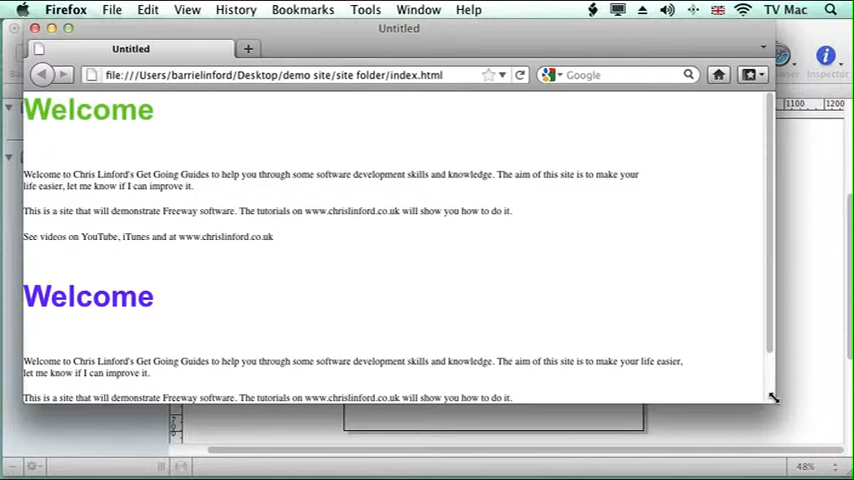 Firefox File Edit View History Bookmarks Tools Window Help TV Mac
Untitled
Untitled
file:///Users/barrielinford/Desktop/demo site/site folder/index.html
Google
Inspector
1100 1200
Welcome
Welcome to Chris Linford's Get Going Guides to help you through some software development skills and knowledge. The aim of this site is to make your
life easier, let me know if I can improve it.
This is a site that will demonstrate Freeway software. The tutorials on www.chrislinford.co.uk will show you how to do it.
See videos on YouTube, iTunes and at www.chrislinford.co.uk
Welcome
Welcome to Chris Linford's Get Going Guides to help you through some software development skills and knowledge. The aim of this site is to make your life easier,
let me know if I can improve it.
This is a site that will demonstrate Freeway software. The tutorials on www.chrislinford.co.uk will show you how to do it.
48%